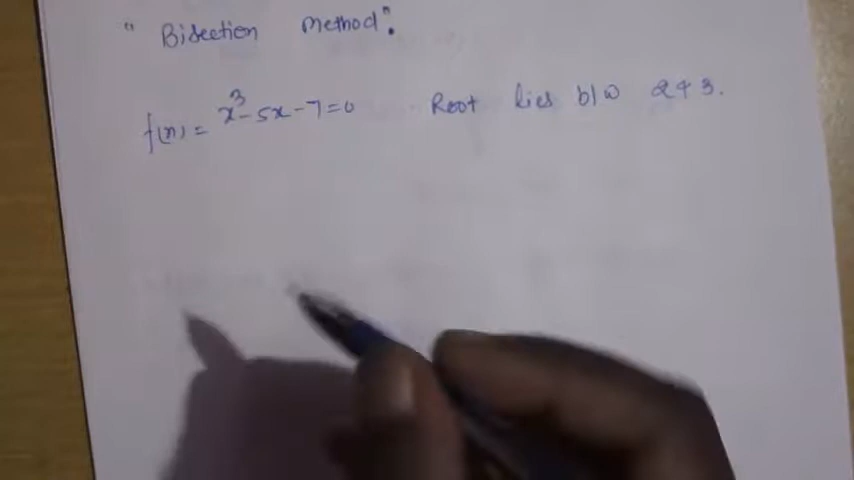 " Bisection Method".
f(x) = x³-5x-7=0 Root lies b/w 2 & 3.